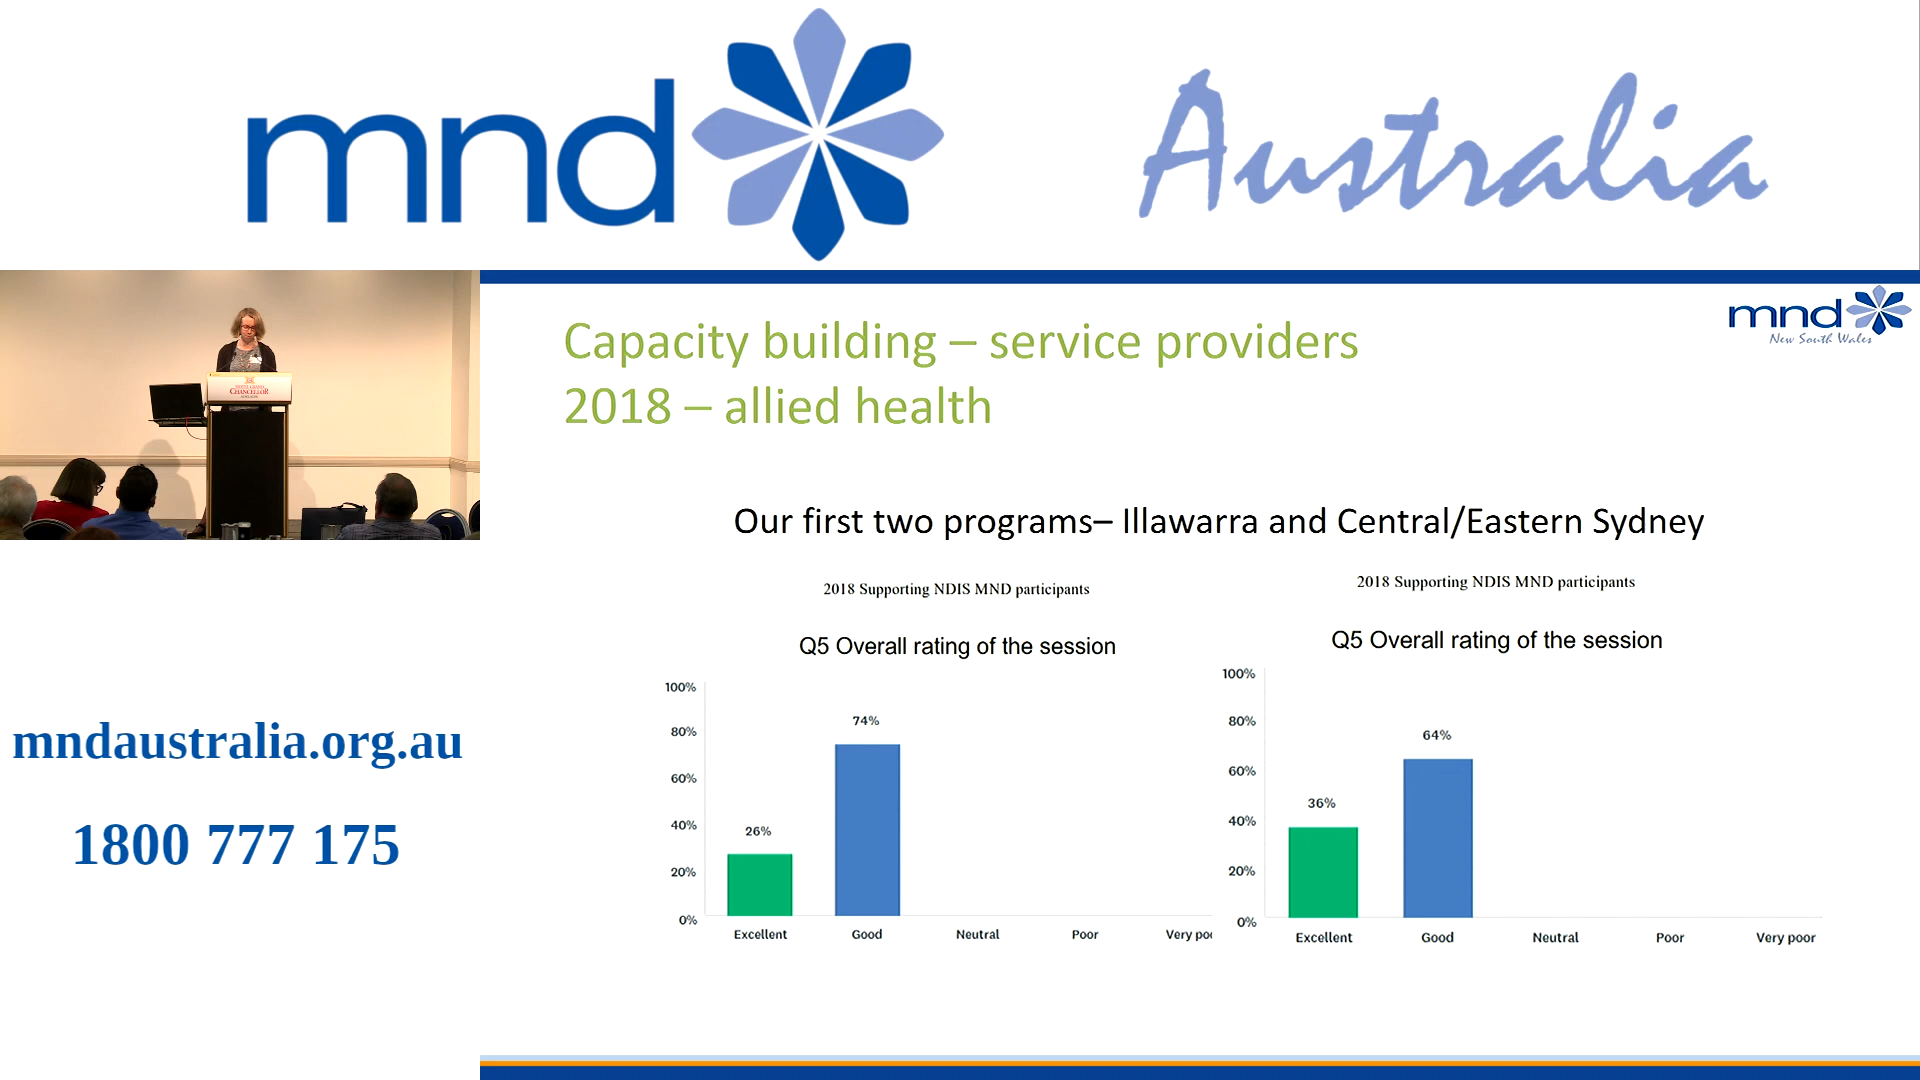 mnd Australia
mnd
New South Wales
CHANCELLOR
Capacity building – service providers
2018 – allied health
Our first two programs– Illawarra and Central/Eastern Sydney
2018 Supporting NDIS MND participants
Q5 Overall rating of the session
100%
80%
60%
40%
20%
0%
26%
74%
Excellent Good Neutral Poor Very poo
2018 Supporting NDIS MND participants
Q5 Overall rating of the session
100%
80%
60%
40%
20%
0%
36%
64%
Excellent Good Neutral Poor Very poor
mndaustralia.org.au
1800 777 175